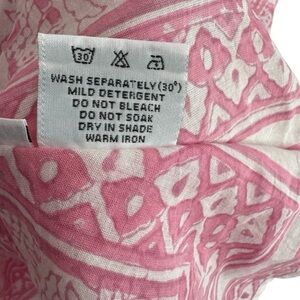 30
WASH SEPARATELY (30°)
MILD DETERGENT
DO NOT BLEACH
DO NOT SOAK
DRY IN SHADE
WARM IRON